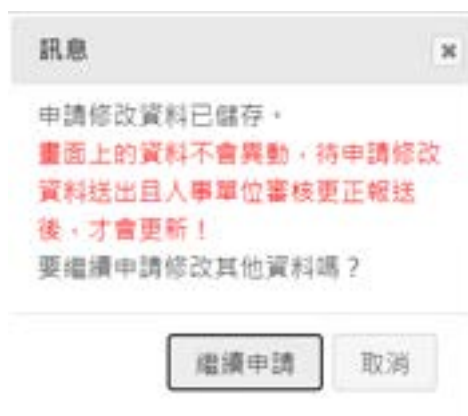 訊息
申請修改資料已儲存。
畫面上的資料不會異動，待申請修改
資料送出且人事單位審核更正報送
後，才會更新！
要繼續申請修改其他資料嗎？
繼續申請 取消